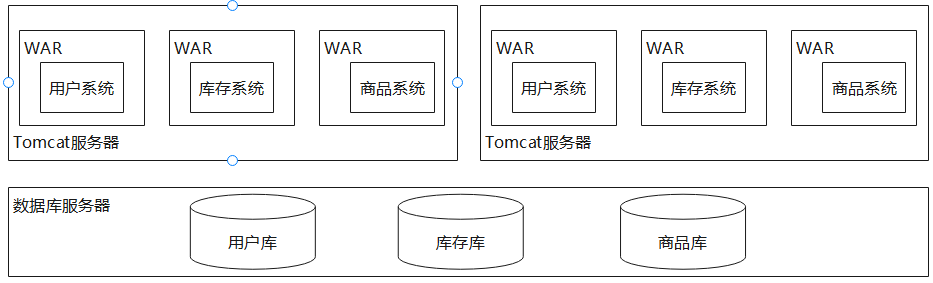 WAR
WAR
WAR
WAR
WAR
WAR
用户系统
库存系统
商品系统
用户系统
库存系统
商品系统
Tomcat服务器
Tomcat服务器
数据库服务器
用户库
库存库
商品库